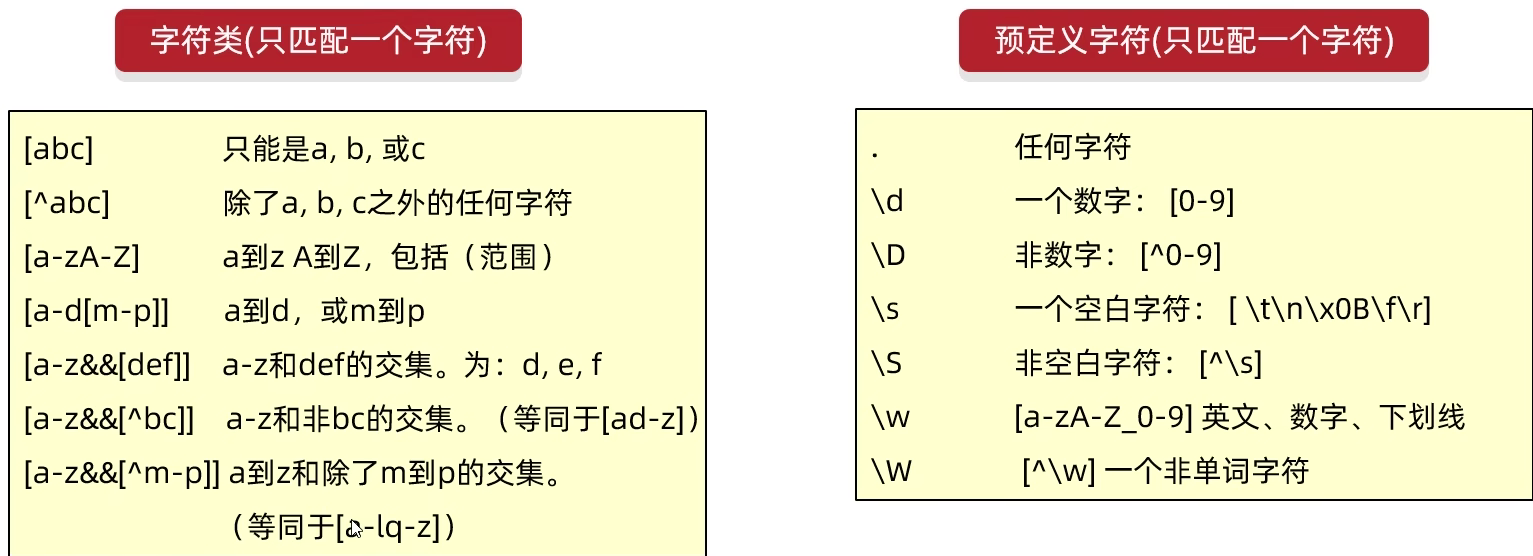 字符类(只匹配一个字符)
[abc] 只能是a, b, 或c
[^abc] 除了a, b, c之外的任何字符
[a-zA-Z] a到z A到Z，包括（范围）
[a-d[m-p]] a到d，或m到p
[a-z&&[def]] a-z和def的交集。为：d, e, f
[a-z&&[^bc]] a-z和非bc的交集。（等同于[ad-z]）
[a-z&&[^m-p]] a到z和除了m到p的交集。
（等同于[a-lq-z]）
预定义字符(只匹配一个字符)
. 任何字符
\d 一个数字： [0-9]
\D 非数字： [^0-9]
\s 一个空白字符： [ \t\n\x0B\f\r]
\S 非空白字符： [^\s]
\w [a-zA-Z_0-9] 英文、数字、下划线
\W [^\w] 一个非单词字符